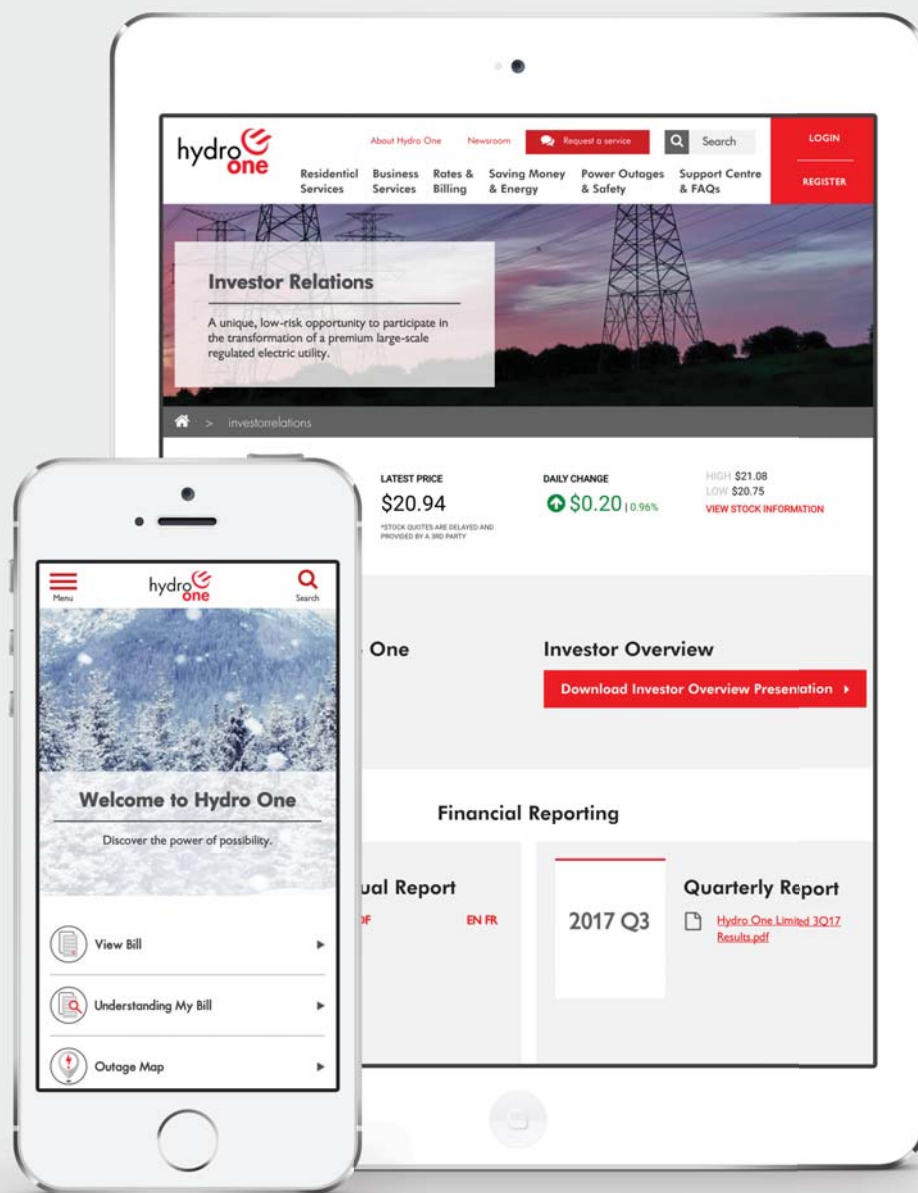 hydro
one
About Hydro One
Newsroom
Request a service
Search
LOGIN
REGISTER
Residential
Services
Business
Services
Rates &
Billing
Saving Money
& Energy
Power Outages
& Safety
Support Centre
& FAQs
Investor Relations
A unique, low-risk opportunity to participate in
the transformation of a premium large-scale
regulated electric utility.
> investorrelations
LATEST PRICE
$20.94
*STOCK QUOTES ARE DELAYED AND
PROVIDED BY A 3RD PARTY
DAILY CHANGE
$0.20 | 0.96%
HIGH $21.08
LOW $20.75
VIEW STOCK INFORMATION
One
Investor Overview
Download Investor Overview Presentation
Financial Reporting
ual Report
DF
EN FR
2017 Q3
Quarterly Report
Hydro One Limited 3Q17
Results.pdf
Menu
hydro
one
Search
Welcome to Hydro One
Discover the power of possibility.
View Bill
Understanding My Bill
Outage Map